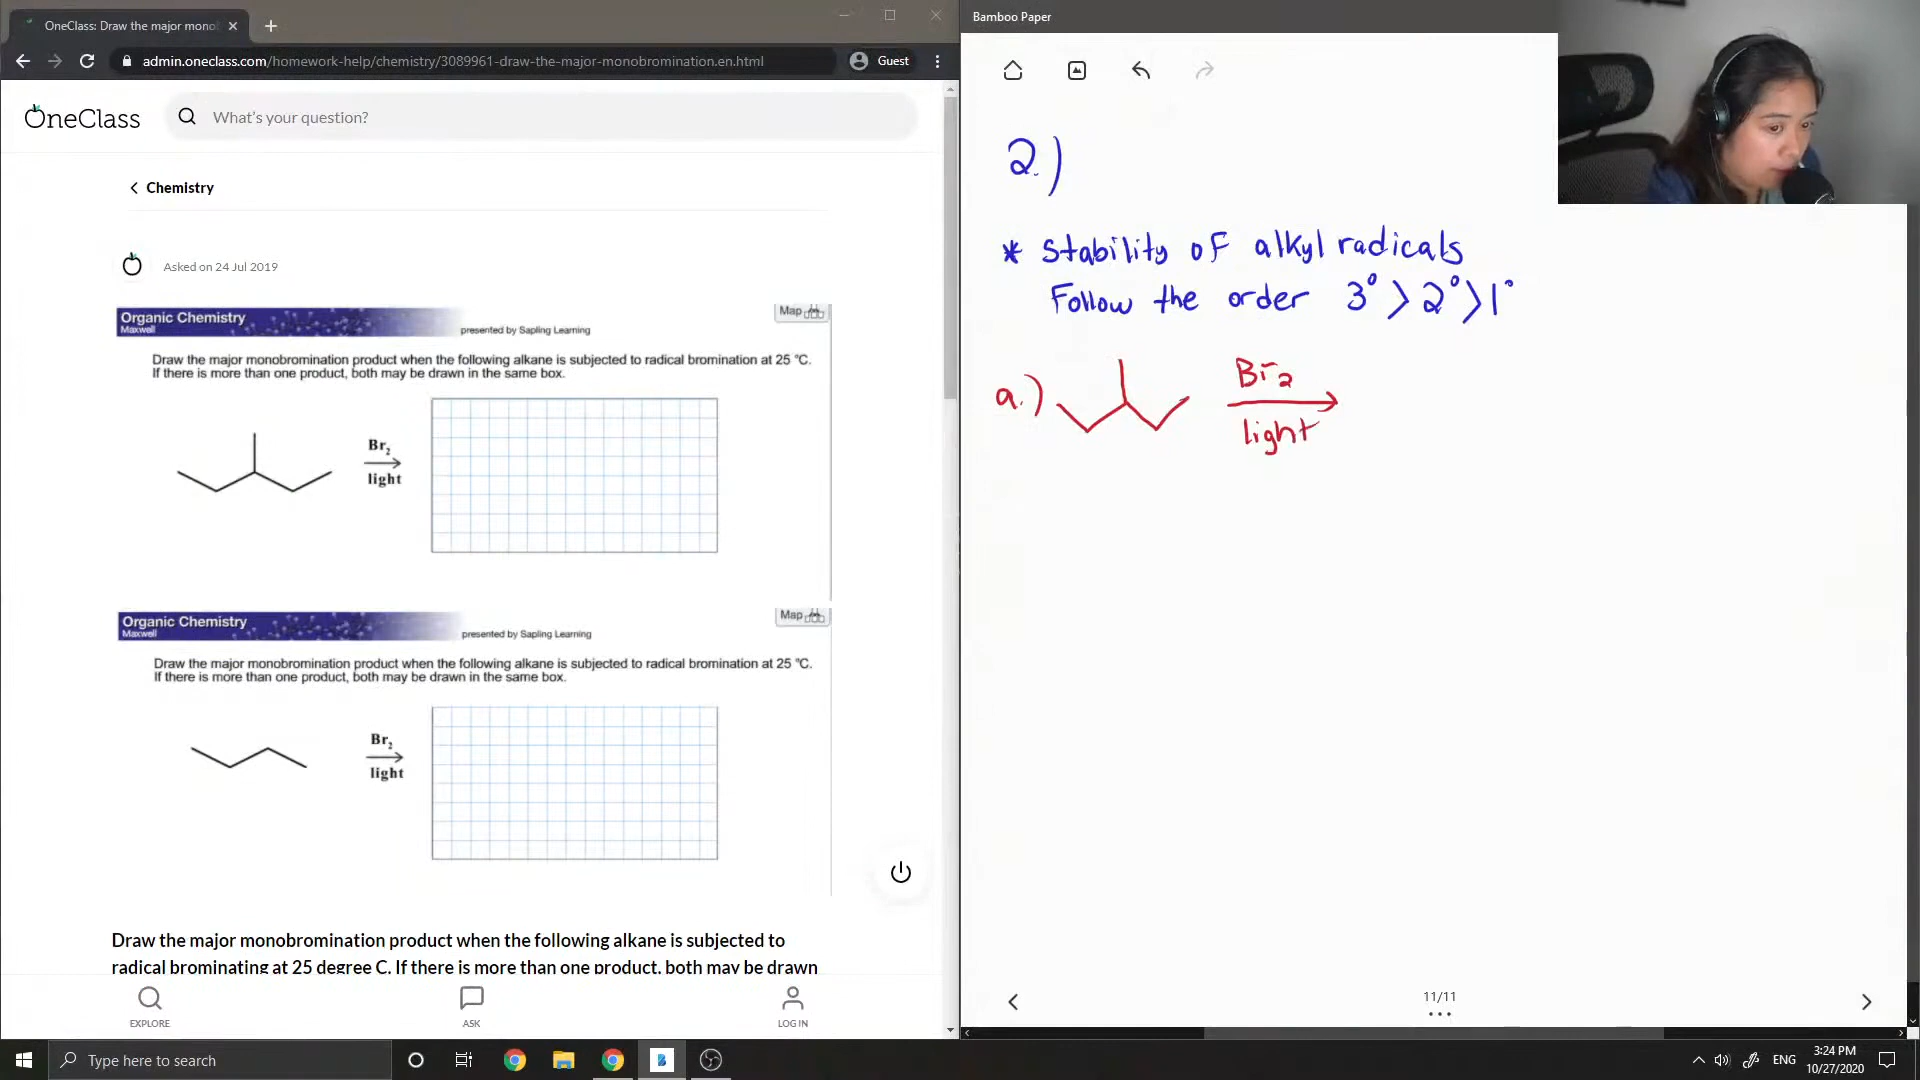 OneClass: Draw the major mono
admin.oneclass.com/homework-help/chemistry/3089961-draw-the-major-monobromination.en.html
Guest
OneClass
What's your question?
Chemistry
Asked on 24 Jul 2019
Organic Chemistry
Maxwell
presented by Sapling Learning
Map
Draw the major monobromination product when the following alkane is subjected to radical bromination at 25 °C.
If there is more than one product, both may be drawn in the same box.
Br₂
light
Organic Chemistry
Maxwell
presented by Sapling Learning
Map
Draw the major monobromination product when the following alkane is subjected to radical bromination at 25 °C.
If there is more than one product, both may be drawn in the same box.
Br₂
light
Draw the major monobromination product when the following alkane is subjected to
radical brominating at 25 degree C. If there is more than one product, both may be drawn
EXPLORE
ASK
LOG IN
Bamboo Paper
2.)
* Stability of alkyl radicals
Follow the order 3° > 2° > 1°
a.)
Br₂
light
11/11
Type here to search
ENG
3:24 PM
10/27/2020